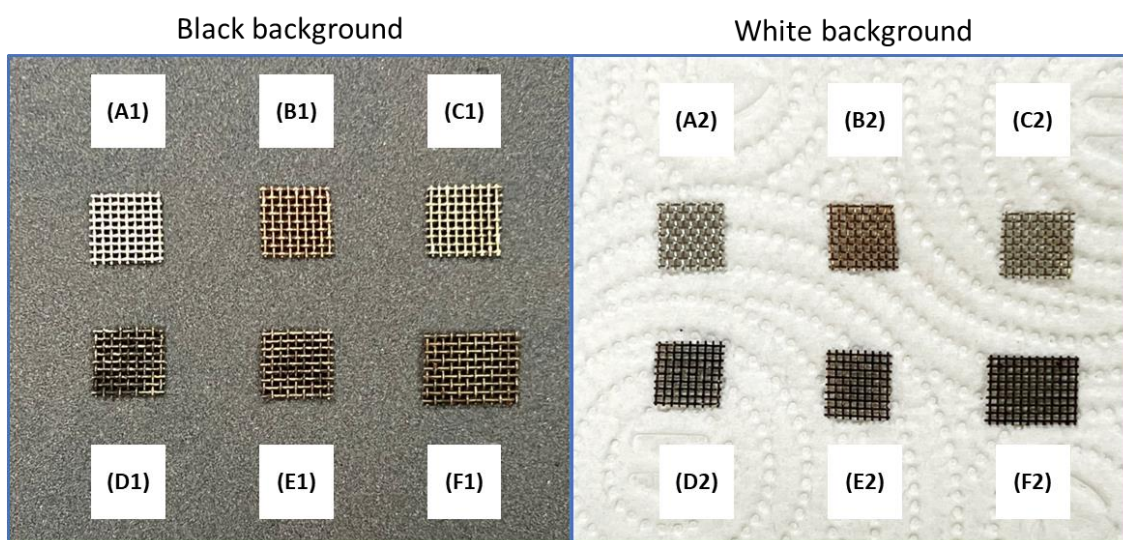 Black background
White background
(A1)
(B1)
(C1)
(A2)
(B2)
(C2)
(D1)
(E1)
(F1)
(D2)
(E2)
(F2)